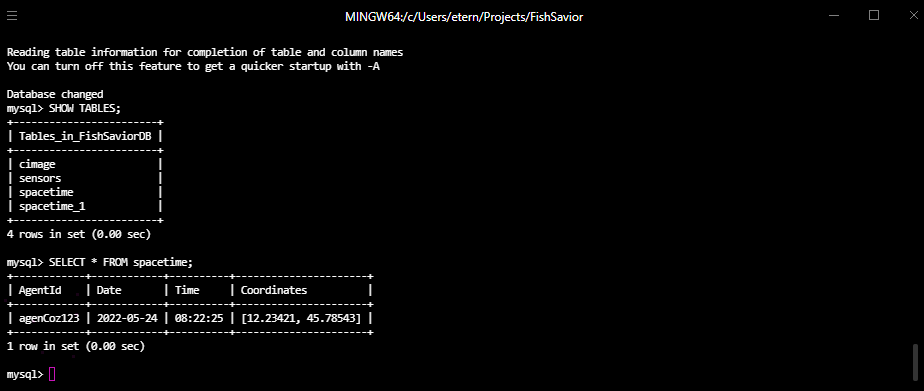 MINGW64:/c/Users/etern/Projects/FishSavior
Reading table information for completion of table and column names
You can turn off this feature to get a quicker startup with -A
Database changed
mysql> SHOW TABLES;
+------------------------+
| Tables_in_FishSaviorDB |
+------------------------+
| cimage                 |
| sensors                |
| spacetime              |
| spacetime_1            |
+------------------------+
4 rows in set (0.00 sec)
mysql> SELECT * FROM spacetime;
+------------+------------+----------+----------------------+
| AgentId    | Date       | Time     | Coordinates          |
+------------+------------+----------+----------------------+
| agenCoz123 | 2022-05-24 | 08:22:25 | [12.23421, 45.78543] |
+------------+------------+----------+----------------------+
1 row in set (0.00 sec)
mysql>